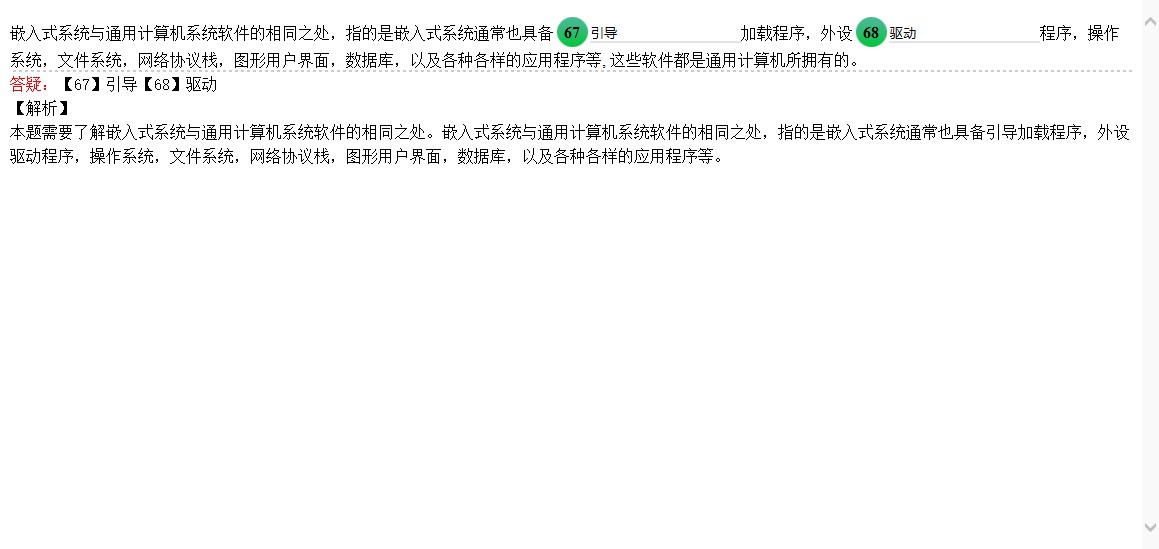 嵌入式系统与通用计算机系统软件的相同之处，指的是嵌入式系统通常也具备 67 引导 加载程序，外设 68 驱动 程序，操作
系统，文件系统，网络协议栈，图形用户界面，数据库，以及各种各样的应用程序等,这些软件都是通用计算机所拥有的。
答疑：【67】引导【68】驱动
【解析】
本题需要了解嵌入式系统与通用计算机系统软件的相同之处。嵌入式系统与通用计算机系统软件的相同之处，指的是嵌入式系统通常也具备引导加载程序，外设
驱动程序，操作系统，文件系统，网络协议栈，图形用户界面，数据库，以及各种各样的应用程序等。